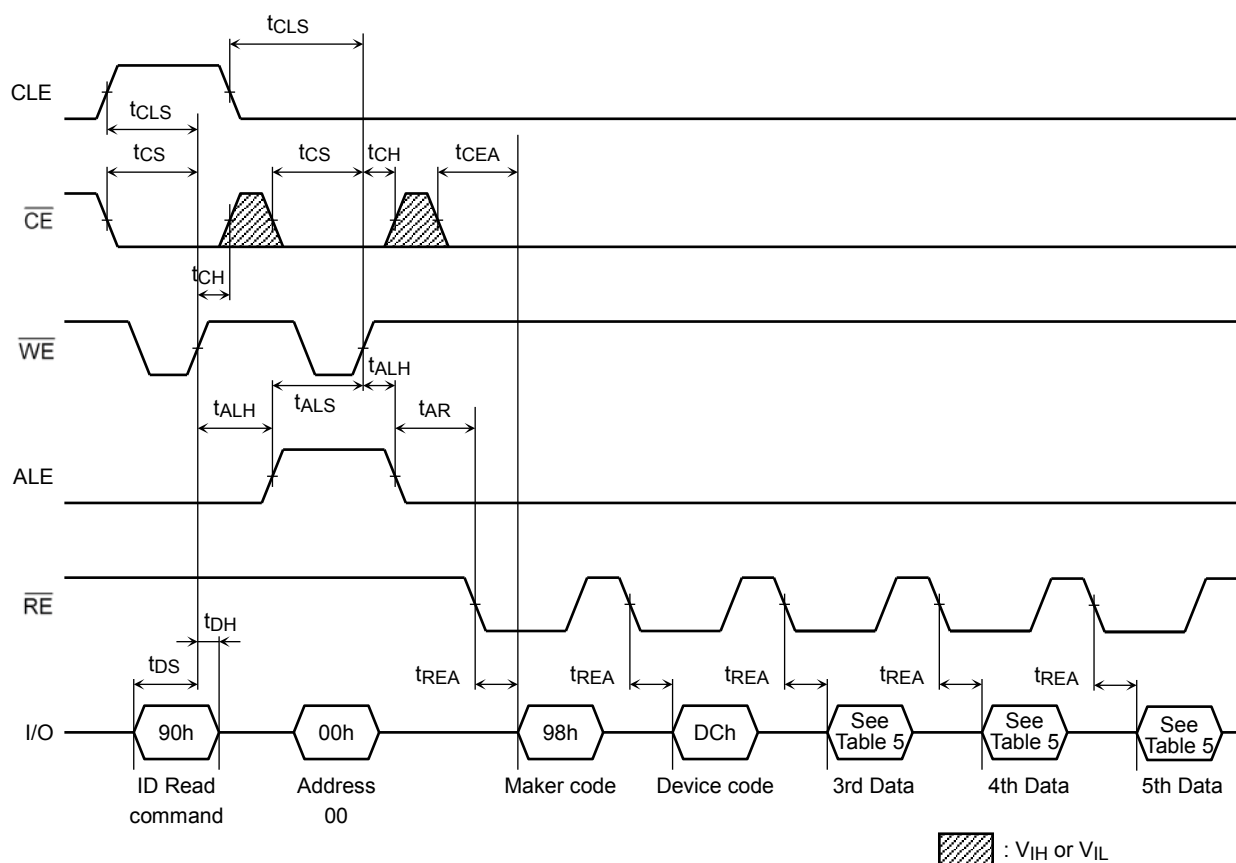 tCLS
CLE
tCLS
tCS
tCS
tCH
tCEA
CE
tCH
WE
tALH
tALH
tALS
tAR
ALE
RE
tDH
tDS
tREA
tREA
tREA
tREA
tREA
I/O
90h
00h
98h
DCh
See
Table 5
See
Table 5
See
Table 5
ID Read
command
Address
00
Maker code
Device code
3rd Data
4th Data
5th Data
: VIH or VIL